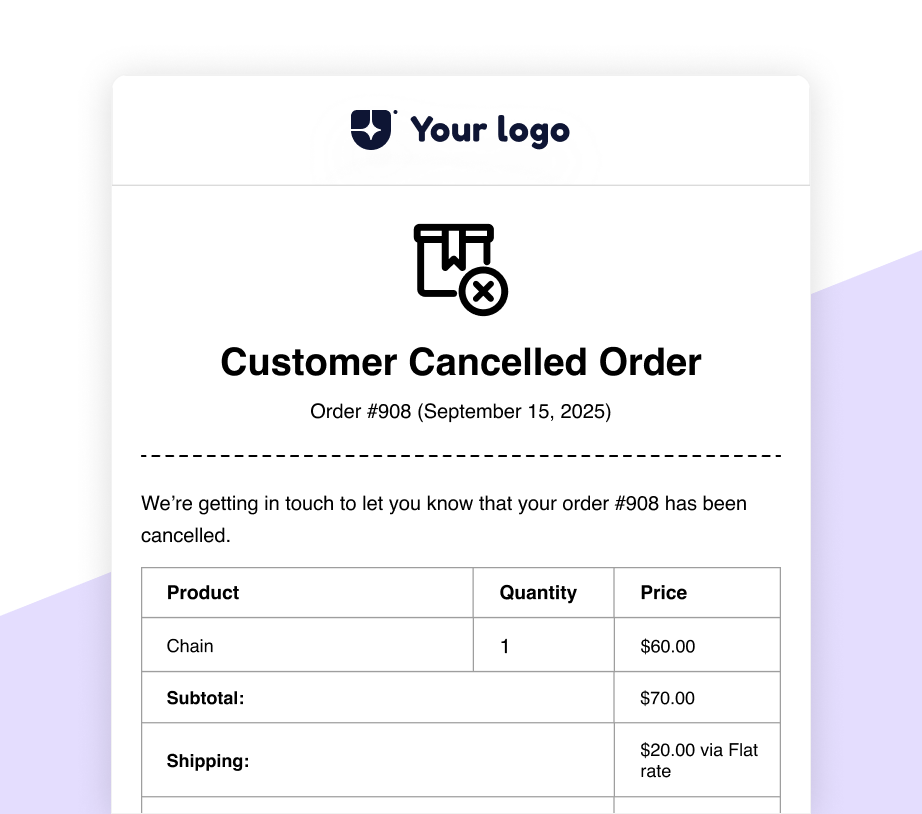 Your logo
Customer Cancelled Order
Order #908 (September 15, 2025)
We’re getting in touch to let you know that your order #908 has been
cancelled.
Product Quantity Price
Chain 1 $60.00
Subtotal: $70.00
Shipping: $20.00 via Flat
rate